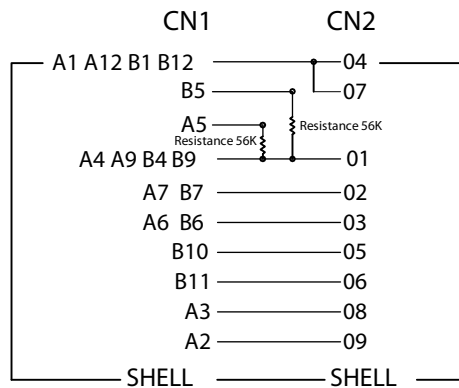 CN1 CN2
A1 A12 B1 B12 04
B5 07
A5 Resistance 56K
Resistance 56K
A4 A9 B4 B9 01
A7 B7 02
A6 B6 03
B10 05
B11 06
A3 08
A2 09
SHELL SHELL